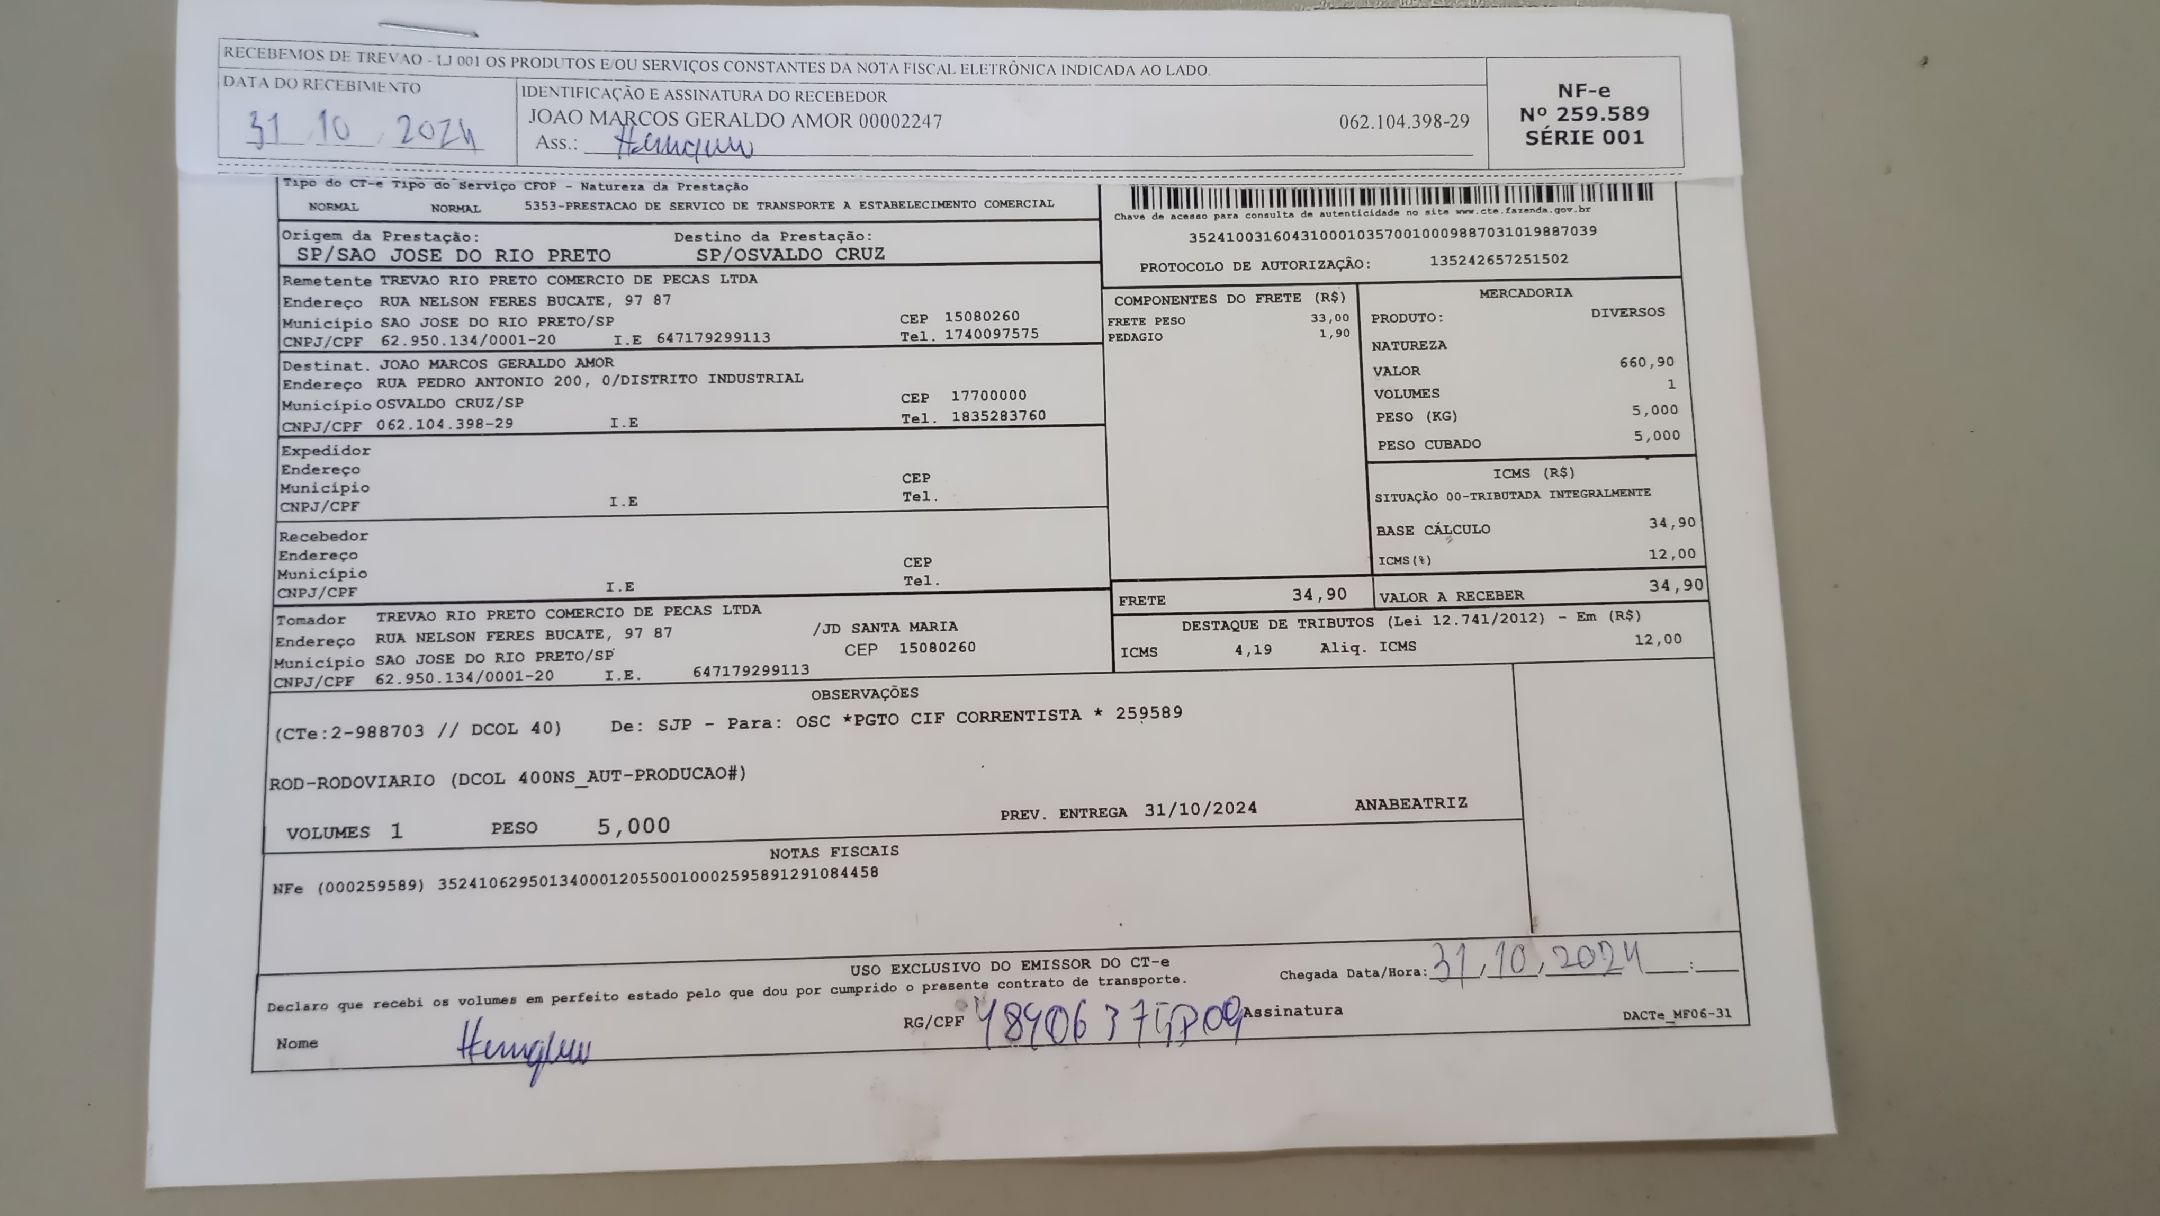 RECEBEMOS DE TREVAO - LJ 001 OS PRODUTOS E/OU SERVIÇOS CONSTANTES DA NOTA FISCAL ELETRÔNICA INDICADA AO LADO.
DATA DO RECEBIMENTO
31 10 2024
IDENTIFICAÇÃO E ASSINATURA DO RECEBEDOR
JOAO MARCOS GERALDO AMOR 00002247 062.104.398-29
Ass.:
NF-e
Nº 259.589
SÉRIE 001
Tipo do CT-e Tipo do Serviço CFOP - Natureza da Prestação
NORMAL NORMAL 5353-PRESTACAO DE SERVICO DE TRANSPORTE A ESTABELECIMENTO COMERCIAL
Chave de acesso para consulta de autenticidade no site www.cte.fazenda.gov.br
35241003160431000103570010009887031019887039
PROTOCOLO DE AUTORIZAÇÃO: 135242657251502
Origem da Prestação: Destino da Prestação:
SP/SAO JOSE DO RIO PRETO SP/OSVALDO CRUZ
Remetente TREVAO RIO PRETO COMERCIO DE PECAS LTDA
Endereço RUA NELSON FERES BUCATE, 97 87
Município SAO JOSE DO RIO PRETO/SP CEP 15080260
CNPJ/CPF 62.950.134/0001-20 I.E 647179299113 Tel. 1740097575
Destinat. JOAO MARCOS GERALDO AMOR
Endereço RUA PEDRO ANTONIO 200, 0/DISTRITO INDUSTRIAL
Município OSVALDO CRUZ/SP CEP 17700000
CNPJ/CPF 062.104.398-29 I.E Tel. 1835283760
Expedidor
Endereço
Município CEP
CNPJ/CPF I.E Tel.
Recebedor
Endereço
Município CEP
CNPJ/CPF I.E Tel.
Tomador TREVAO RIO PRETO COMERCIO DE PECAS LTDA
Endereço RUA NELSON FERES BUCATE, 97 87 /JD SANTA MARIA
Município SAO JOSE DO RIO PRETO/SP CEP 15080260
CNPJ/CPF 62.950.134/0001-20 I.E. 647179299113
COMPONENTES DO FRETE (R$)
FRETE PESO 33,00
PEDAGIO 1,90
MERCADORIA
PRODUTO: DIVERSOS
NATUREZA
VALOR 660,90
VOLUMES 1
PESO (KG) 5,000
PESO CUBADO 5,000
ICMS (R$)
SITUAÇÃO 00-TRIBUTADA INTEGRALMENTE
BASE CÁLCULO 34,90
ICMS(%) 12,00
FRETE 34,90 VALOR A RECEBER 34,90
DESTAQUE DE TRIBUTOS (Lei 12.741/2012) - Em (R$)
ICMS 4,19 Aliq. ICMS 12,00
OBSERVAÇÕES
(CTe:2-988703 // DCOL 40) De: SJP - Para: OSC *PGTO CIF CORRENTISTA * 259589
ROD-RODOVIARIO (DCOL 400NS_AUT-PRODUCAO#)
VOLUMES 1 PESO 5,000 PREV. ENTREGA 31/10/2024 ANABEATRIZ
NOTAS FISCAIS
NFe (000259589) 35241062950134000120550010002595891291084458
USO EXCLUSIVO DO EMISSOR DO CT-e
Declaro que recebi os volumes em perfeito estado pelo que dou por cumprido o presente contrato de transporte.
Chegada Data/Hora: 31,10,2024 :
Nome RG/CPF Assinatura
DACTe_MF06-31